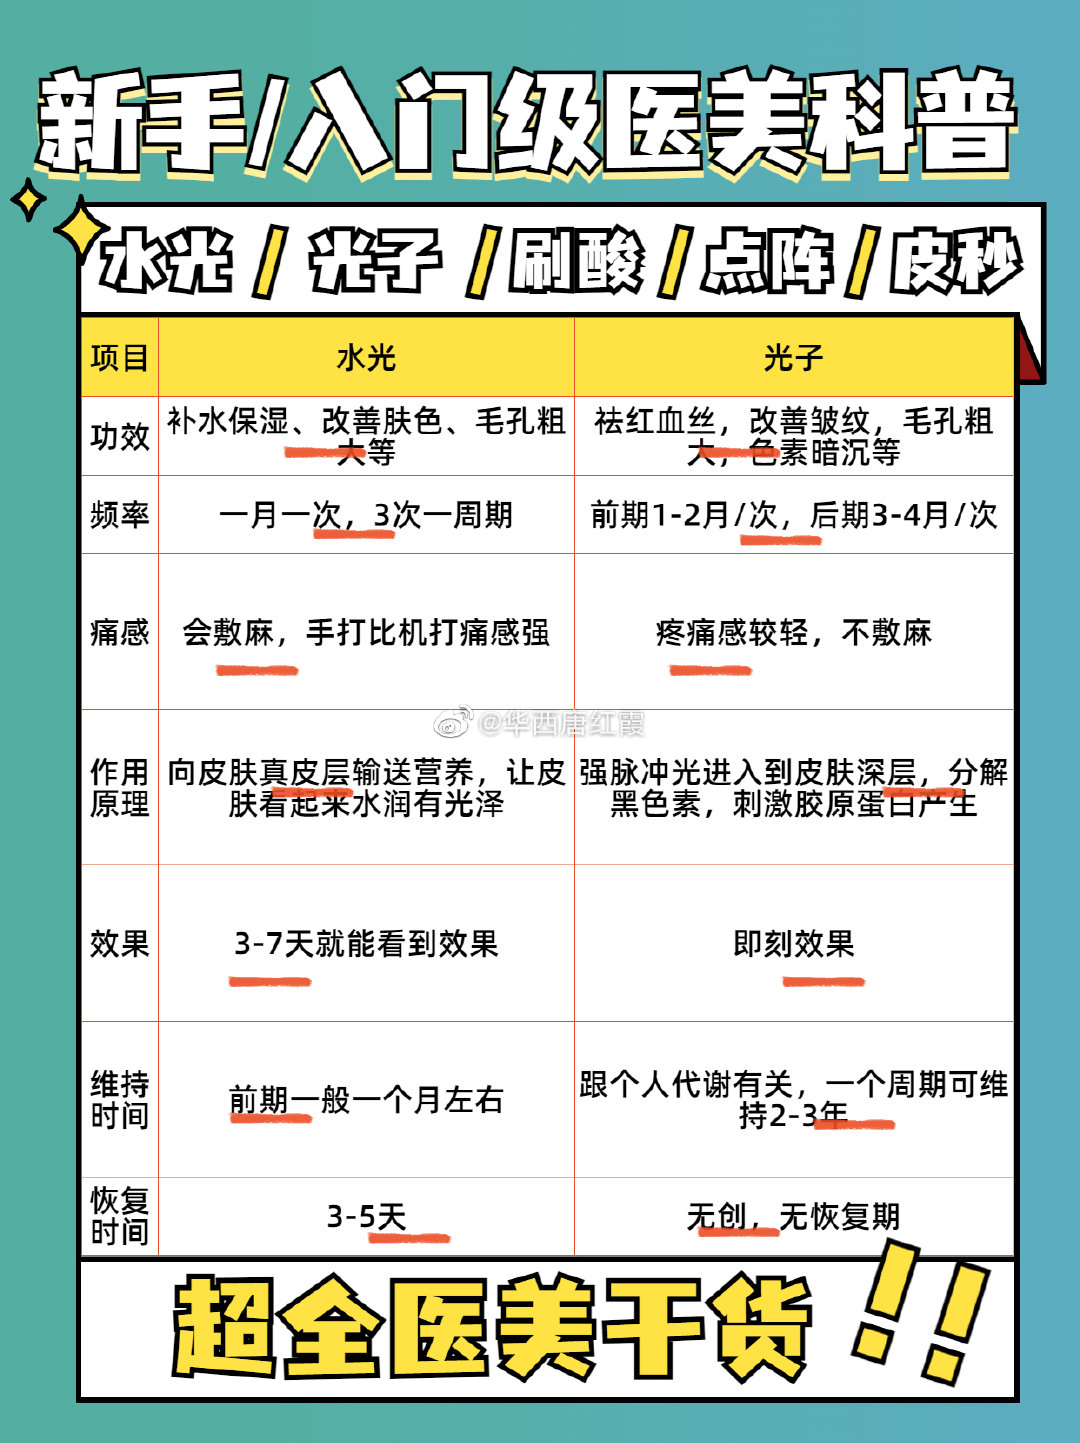 新手/入门级医美科普
水光/光子/刷酸/点阵/皮秒
项目
水光
光子
功效
补水保湿、改善肤色、毛孔粗
大等
祛红血丝，改善皱纹，毛孔粗
大，色素暗沉等
频率
一月一次，3次一周期
前期1-2月/次，后期3-4月/次
痛感
会敷麻，手打比机打痛感强
疼痛感较轻，不敷麻
@华西唐红霞
作用
原理
向皮肤真皮层输送营养，让皮
肤看起来水润有光泽
强脉冲光进入到皮肤深层，分解
黑色素，刺激胶原蛋白产生
效果
3-7天就能看到效果
即刻效果
维持
时间
前期一般一个月左右
跟个人代谢有关，一个周期可维
持2-3年
恢复
时间
3-5天
无创，无恢复期
超全医美干货!!